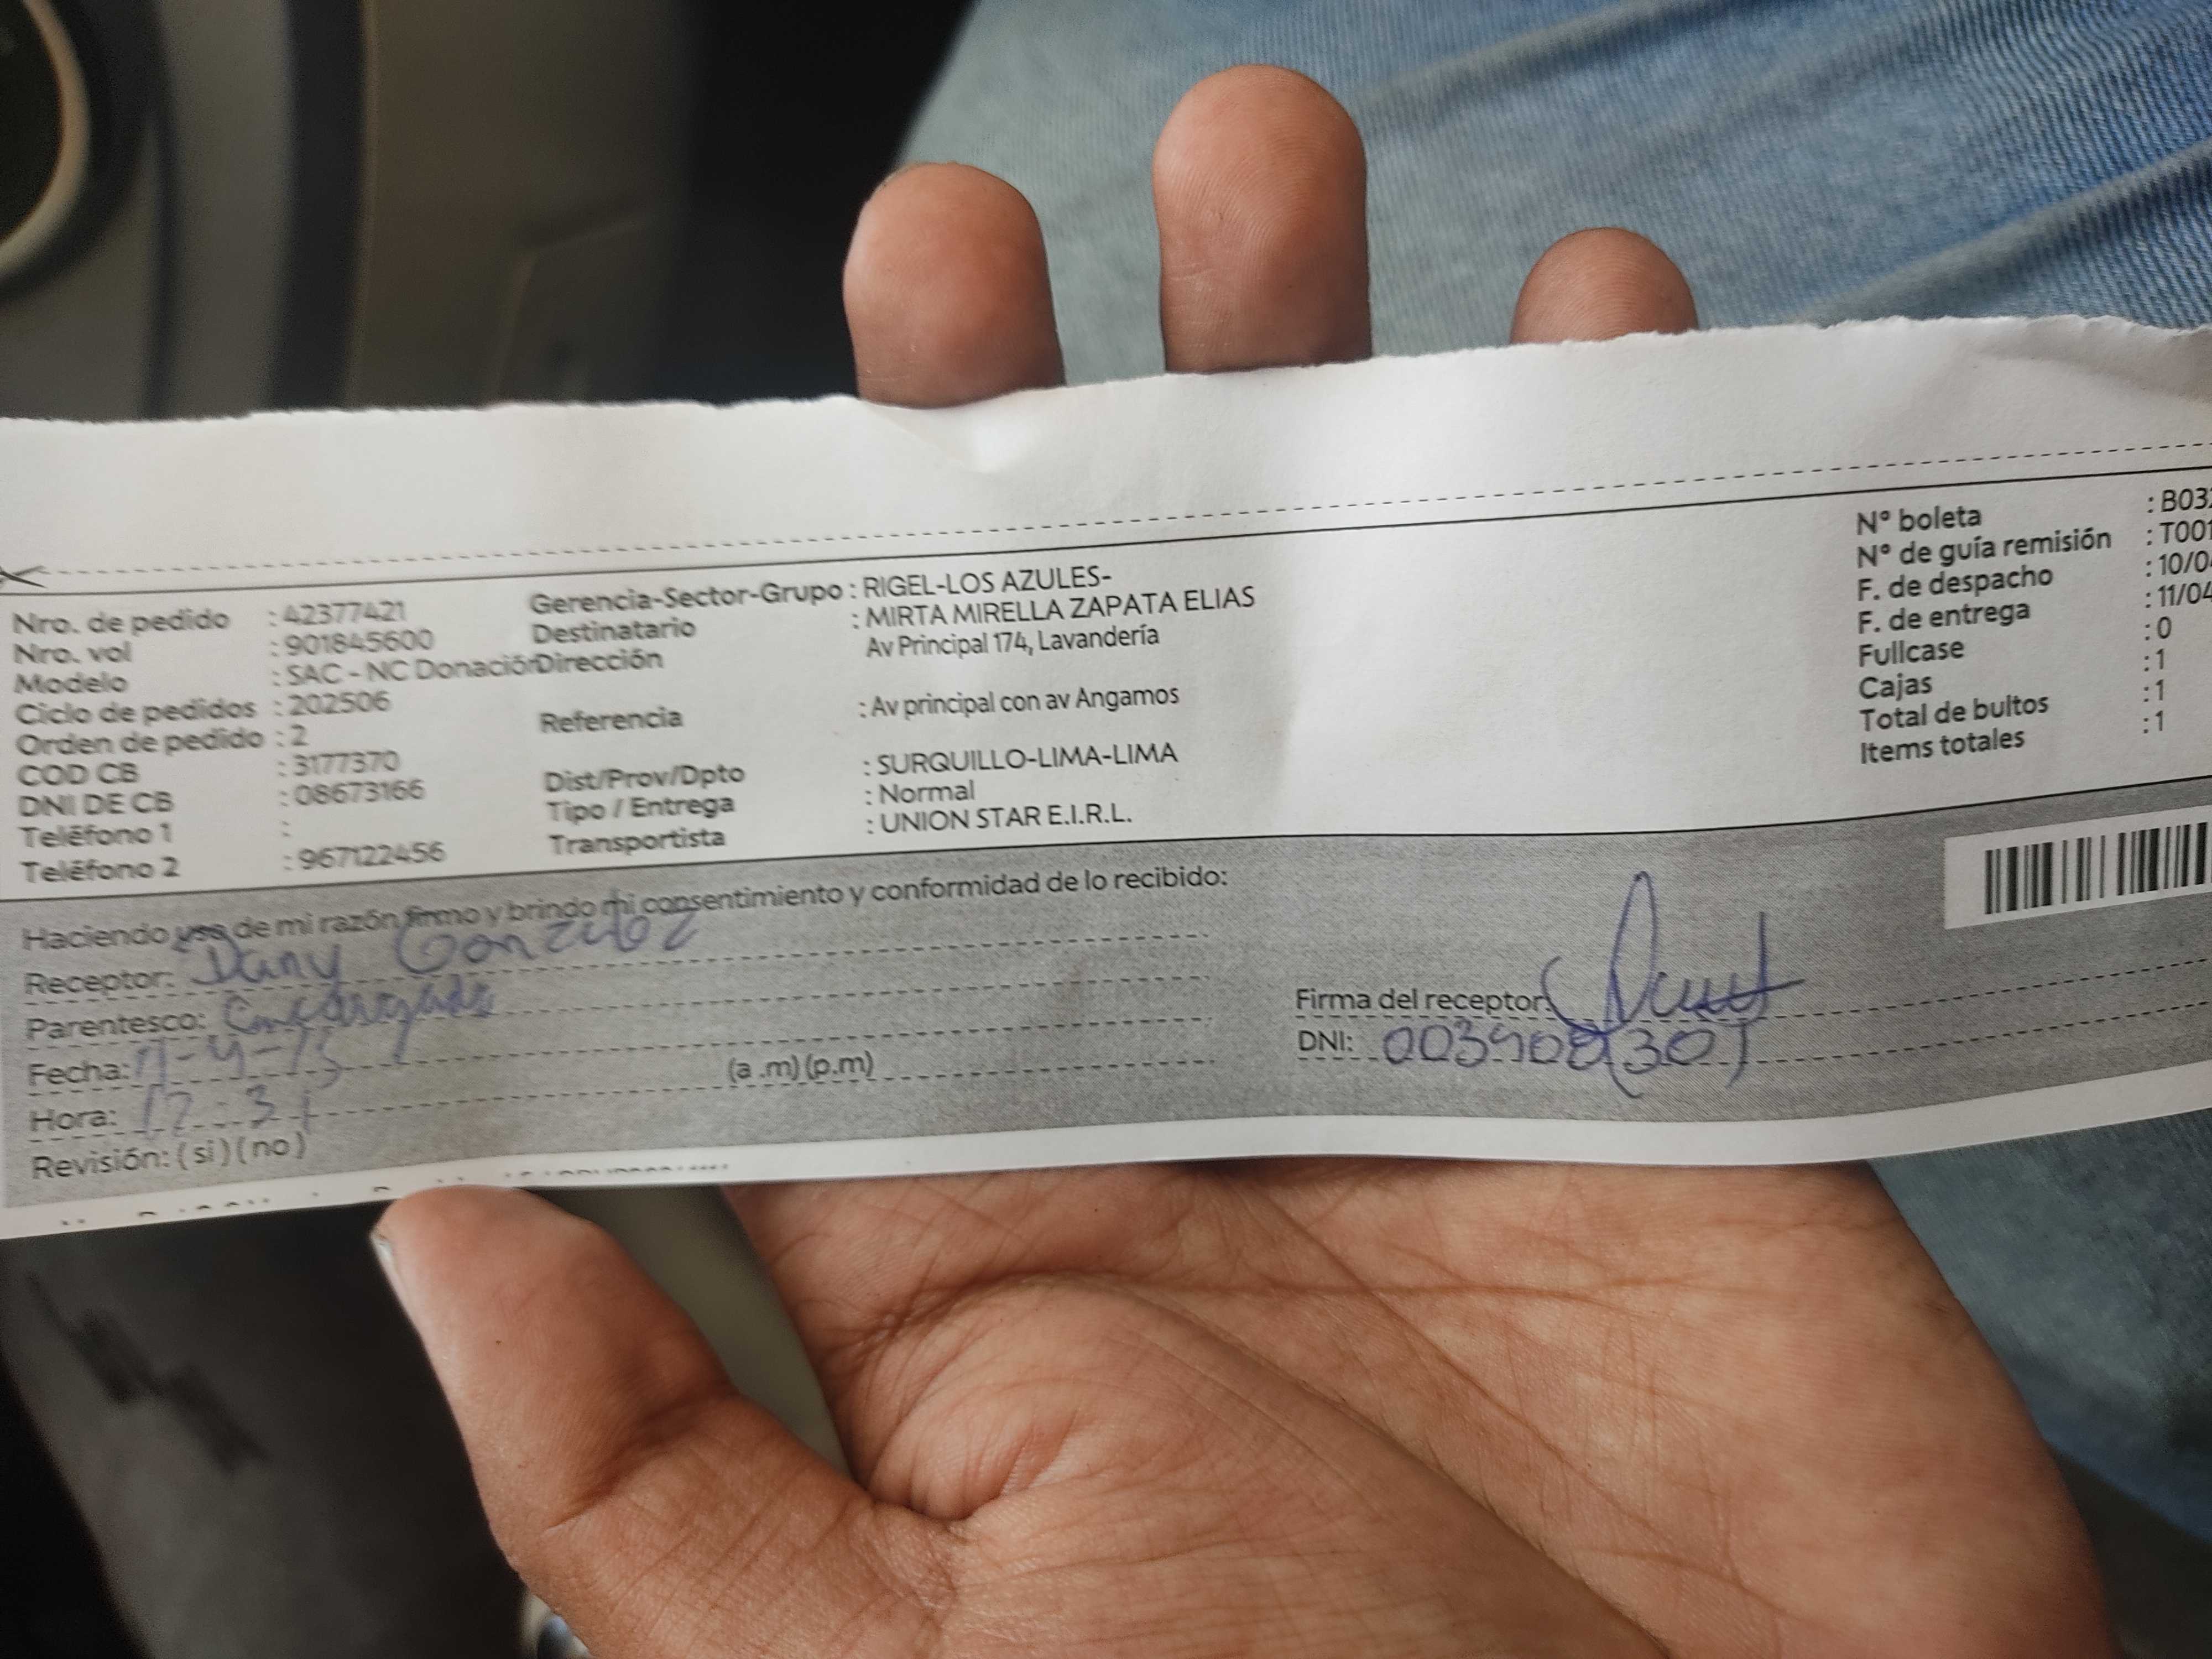 Nro. de pedido : 42377421
Nro. vol : 901845600
Modelo : SAC - NC Donación
Ciclo de pedidos : 202506
Orden de pedido : 2
COD CB : 3177370
DNI DE CB : 08673166
Teléfono 1 :
Teléfono 2 : 967122456
Gerencia-Sector-Grupo : RIGEL-LOS AZULES-
Destinatario : MIRTA MIRELLA ZAPATA ELIAS
Dirección Av Principal 174, Lavandería
Referencia : Av principal con av Angamos
Dist/Prov/Dpto : SURQUILLO-LIMA-LIMA
Tipo / Entrega : Normal
Transportista : UNION STAR E.I.R.L.
N° boleta : B03
N° de guía remisión : T001
F. de despacho : 10/0
F. de entrega : 11/04
Fullcase : 0
Cajas : 1
Total de bultos : 1
Items totales : 1
Haciendo uso de mi razón firmo y brindo mi consentimiento y conformidad de lo recibido:
Receptor: Dany Gonzalez
Parentesco: Encargado
Fecha:
Hora: 12:31
(a.m) (p.m)
Revisión: ( si ) ( no )
Firma del receptor:
DNI: